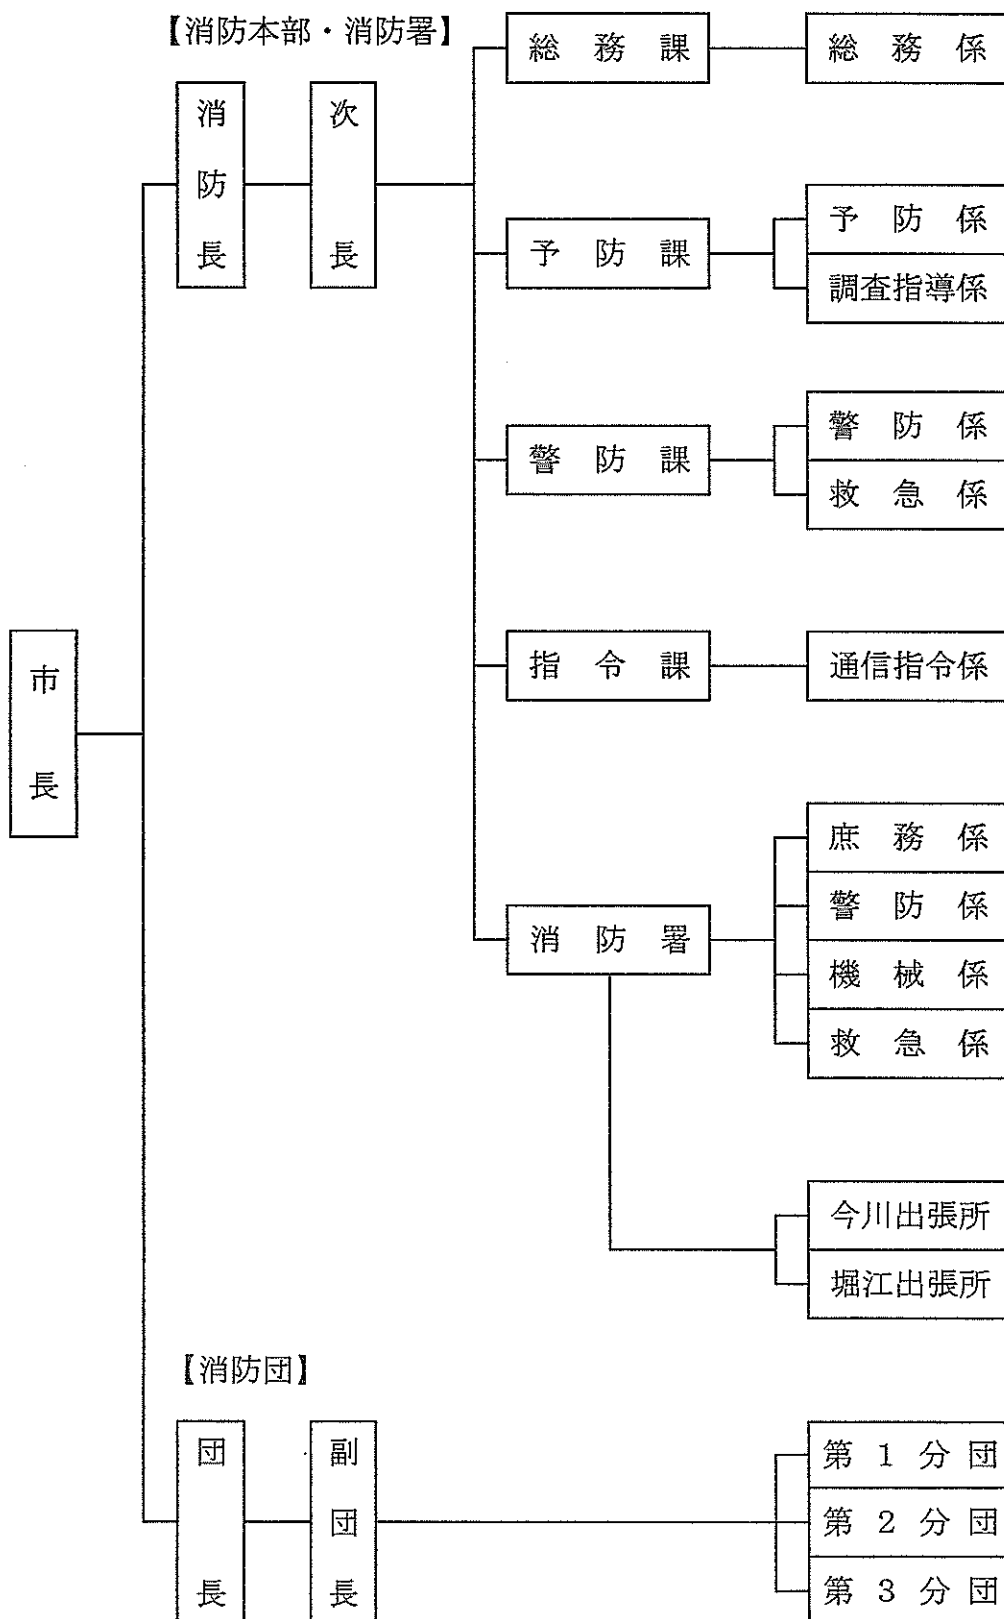 【消防本部・消防署】
総務課
総務係
消防長
次長
予防課
予防係
調査指導係
警防課
警防係
救急係
市長
指令課
通信指令係
消防署
庶務係
警防係
機械係
救急係
今川出張所
堀江出張所
【消防団】
団長
副団長
第1分団
第2分団
第3分団